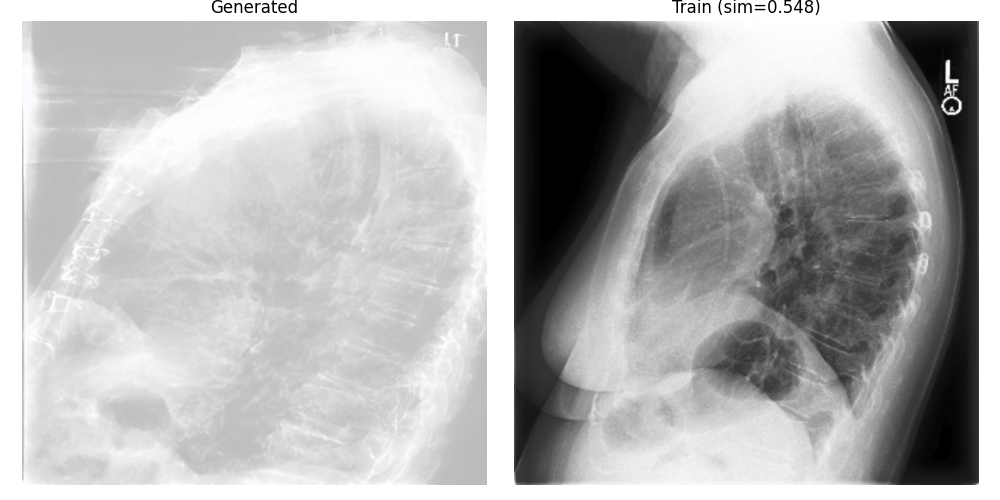 Generated
Train (sim=0.548)
LT
L
AF